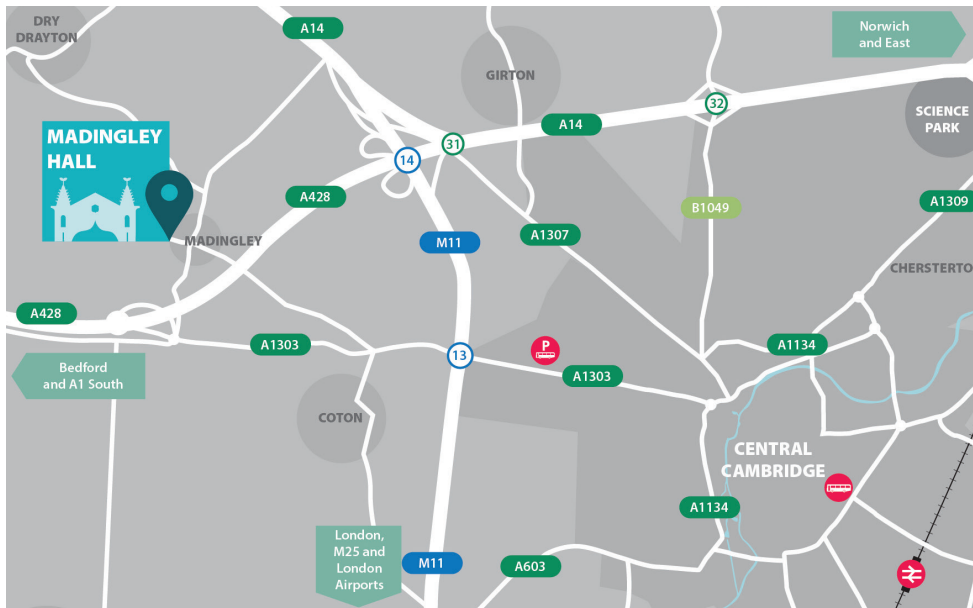 DRY
DRAYTON
A14
Norwich
and East
GIRTON
32
SCIENCE
PARK
A14
MADINGLEY
HALL
31
14
A428
A1309
B1049
MADINGLEY
M11
A1307
CHERSTERTO
A428
A1303
13
P
A1134
Bedford
and A1 South
A1303
COTON
CENTRAL
CAMBRIDGE
A1134
London,
M25 and
London
Airports
M11
A603